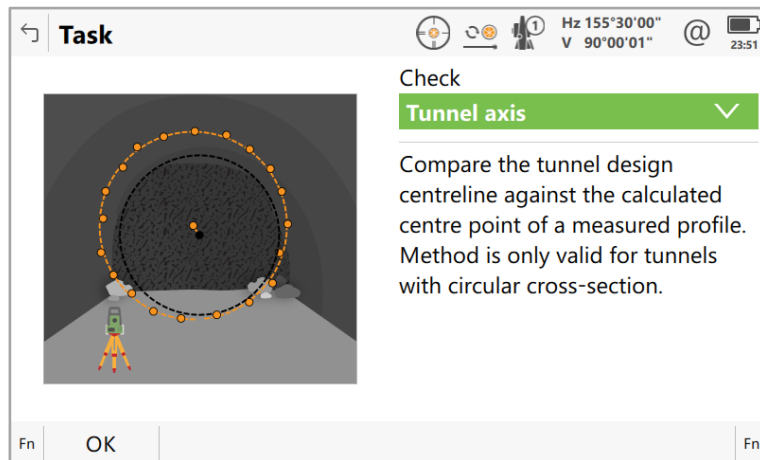 Task
1
Hz 155°30'00"
V 90°00'01"
@
23:51
Check
Tunnel axis
Compare the tunnel design
centreline against the calculated
centre point of a measured profile.
Method is only valid for tunnels
with circular cross-section.
Fn
OK
Fn